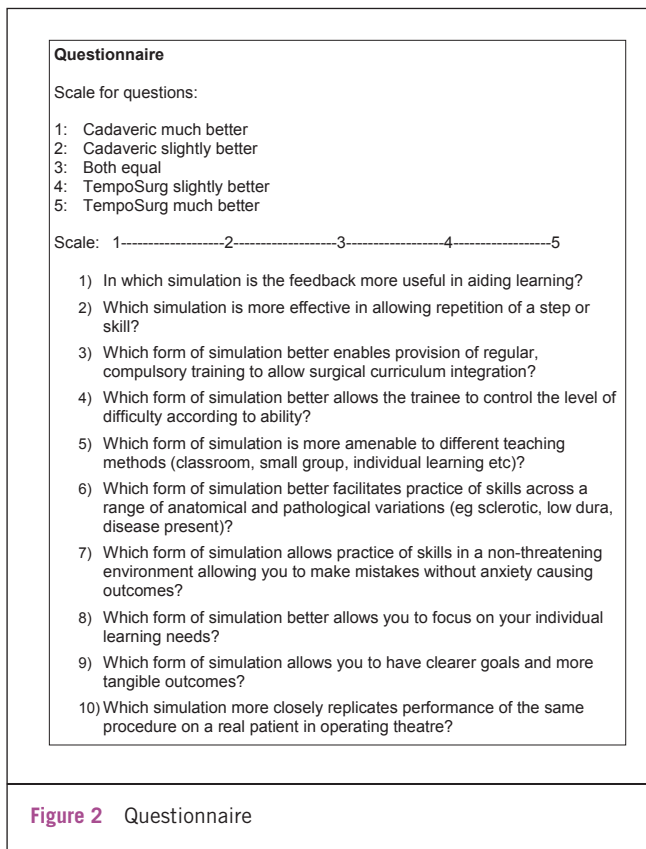 Questionnaire
Scale for questions:
1: Cadaveric much better
2: Cadaveric slightly better
3: Both equal
4: TempoSurg slightly better
5: TempoSurg much better
Scale: 1-------------------2-------------------3------------------4------------------5
1) In which simulation is the feedback more useful in aiding learning?
2) Which simulation is more effective in allowing repetition of a step or
skill?
3) Which form of simulation better enables provision of regular,
compulsory training to allow surgical curriculum integration?
4) Which form of simulation better allows the trainee to control the level of
difficulty according to ability?
5) Which form of simulation is more amenable to different teaching
methods (classroom, small group, individual learning etc)?
6) Which form of simulation better facilitates practice of skills across a
range of anatomical and pathological variations (eg sclerotic, low dura,
disease present)?
7) Which form of simulation allows practice of skills in a non-threatening
environment allowing you to make mistakes without anxiety causing
outcomes?
8) Which form of simulation better allows you to focus on your individual
learning needs?
9) Which form of simulation allows you to have clearer goals and more
tangible outcomes?
10) Which simulation more closely replicates performance of the same
procedure on a real patient in operating theatre?
Figure 2 Questionnaire